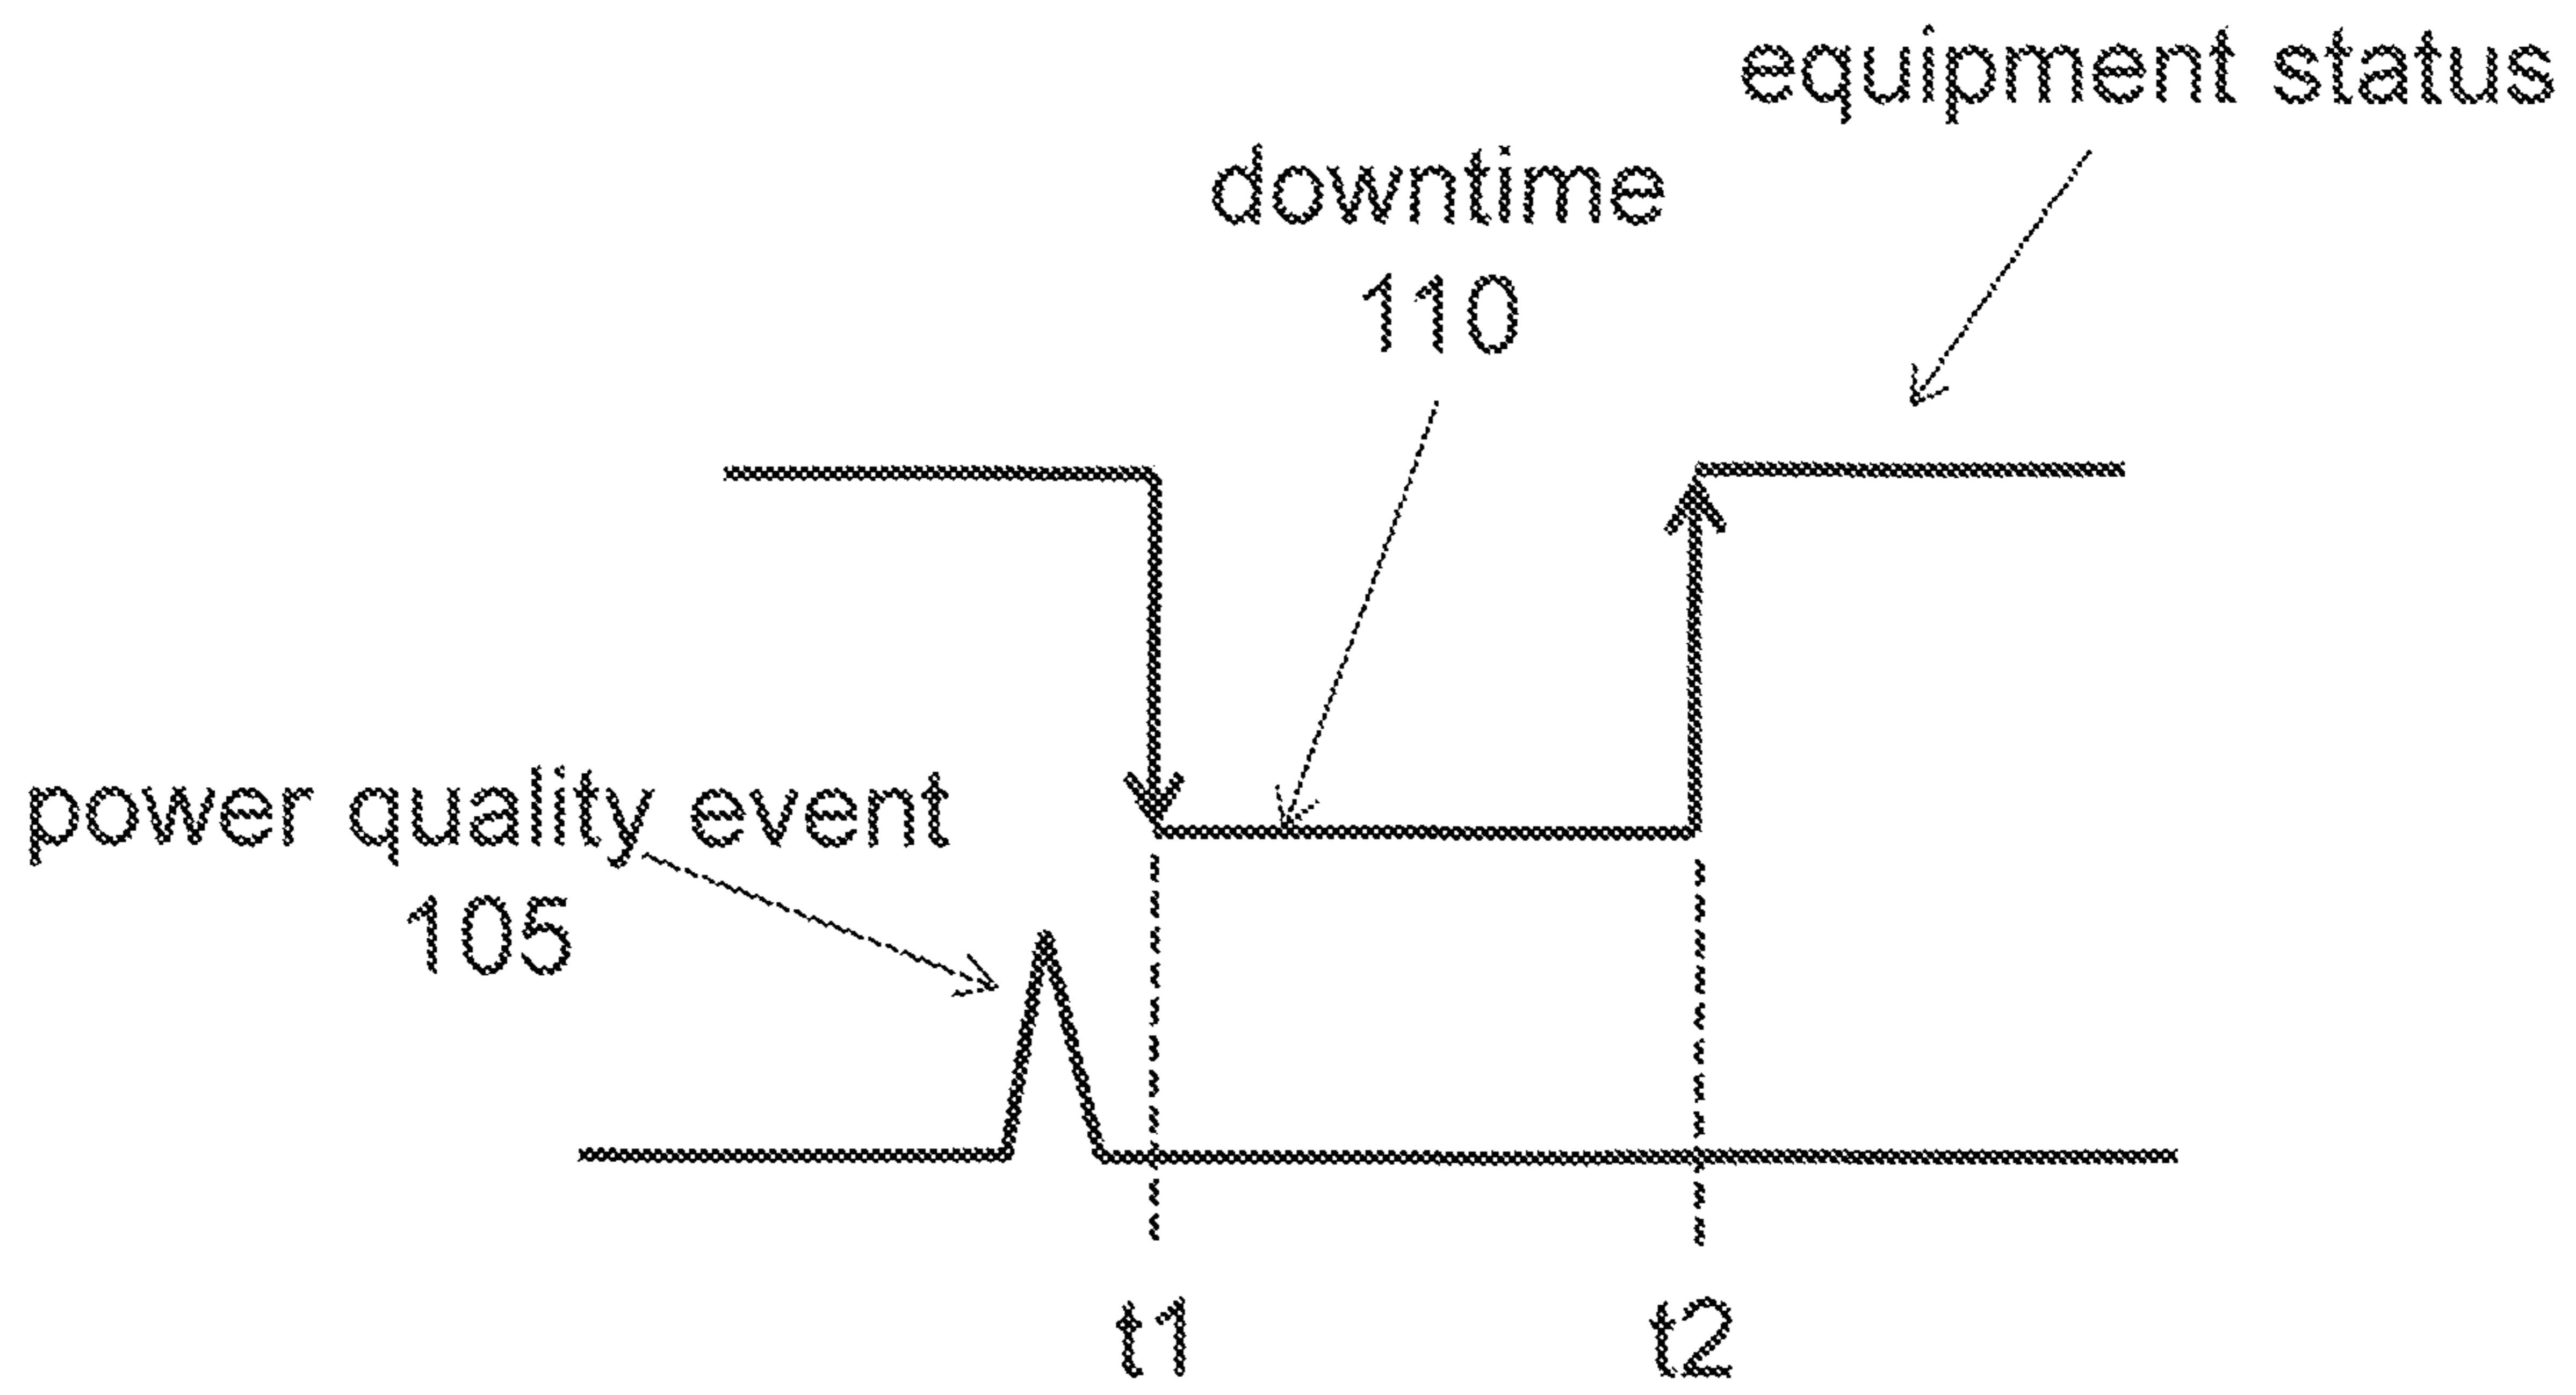 equipment status
downtime
110
power quality event
105
t1
t2